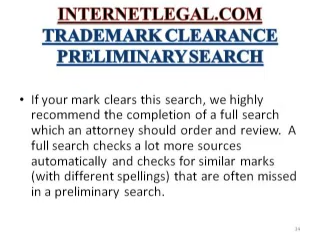 INTERNETLEGAL.COM
TRADEMARK CLEARANCE
PRELIMINARY SEARCH
• If your mark clears this search, we highly
recommend the completion of a full search
which an attorney should order and review.  A
full search checks a lot more sources
automatically and checks for similar marks
(with different spellings) that are often missed
in a preliminary search.